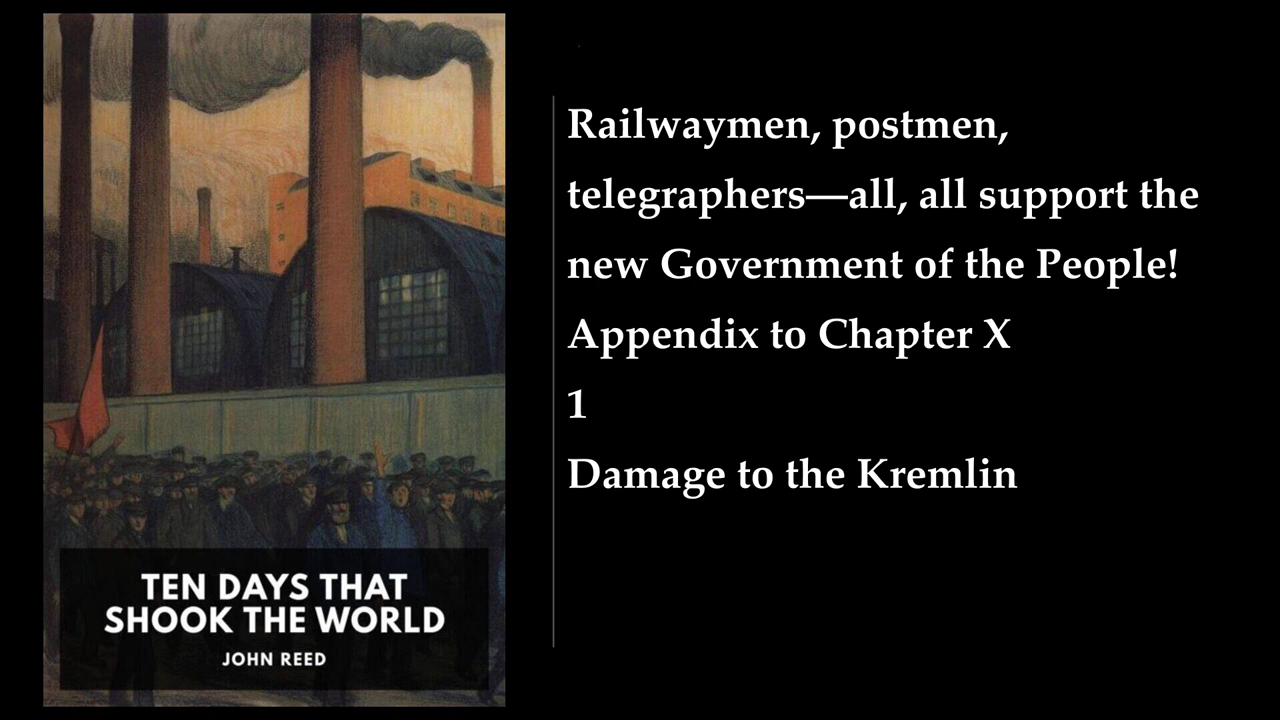 Railwaymen, postmen,
telegraphers—all, all support the
new Government of the People!
Appendix to Chapter X
1
Damage to the Kremlin
TEN DAYS THAT
SHOOK THE WORLD
JOHN REED